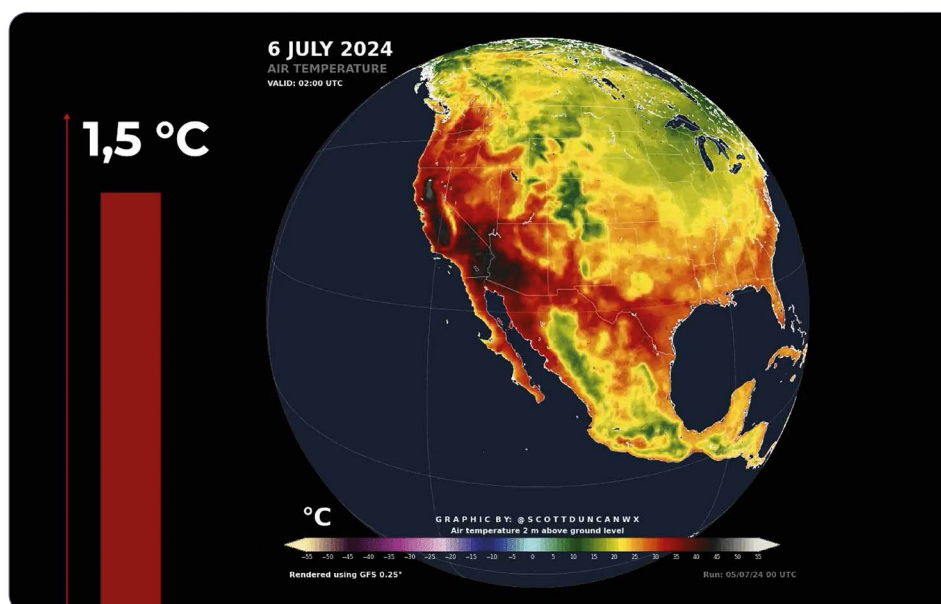 6 JULY 2024
AIR TEMPERATURE
VALID: 02:00 UTC
1,5 °C
°C
GRAPHIC BY: @SCOTTDUNCANWX
Air temperature 2 m above ground level
-55 -50 -45 -40 -35 -30 -25 -20 -15 -10 -5 0 5 10 15 20 25 30 35 40 45 50 55
Rendered using GFS 0.25°
Run: 05/07/24 00 UTC